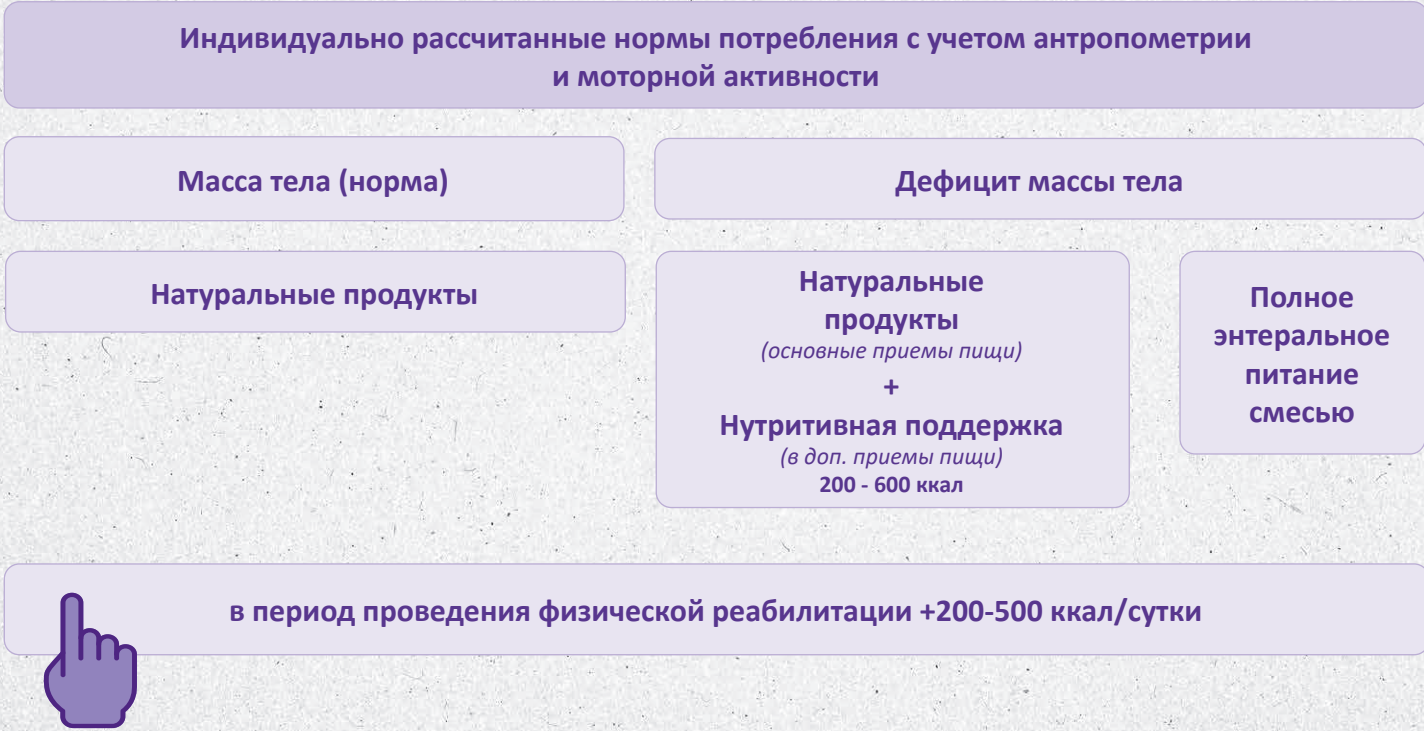 Индивидуально рассчитанные нормы потребления с учетом антропометрии
и моторной активности
Масса тела (норма)
Дефицит массы тела
Натуральные продукты
Натуральные
продукты
(основные приемы пищи)
+
Нутритивная поддержка
(в доп. приемы пищи)
200 - 600 ккал
Полное
энтеральное
питание
смесью
в период проведения физической реабилитации +200-500 ккал/сутки